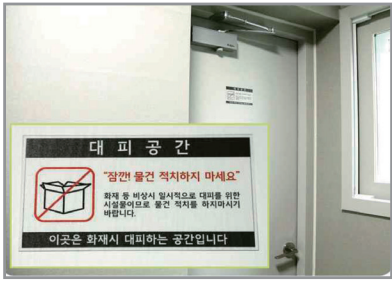 대피공간
"잠깐! 물건 적치하지 마세요"
화재 등 비상시 일시적으로 대피를 위한
시설물이므로 물건 적치를 하지마시기
바랍니다.
이곳은 화재시 대피하는 공간입니다